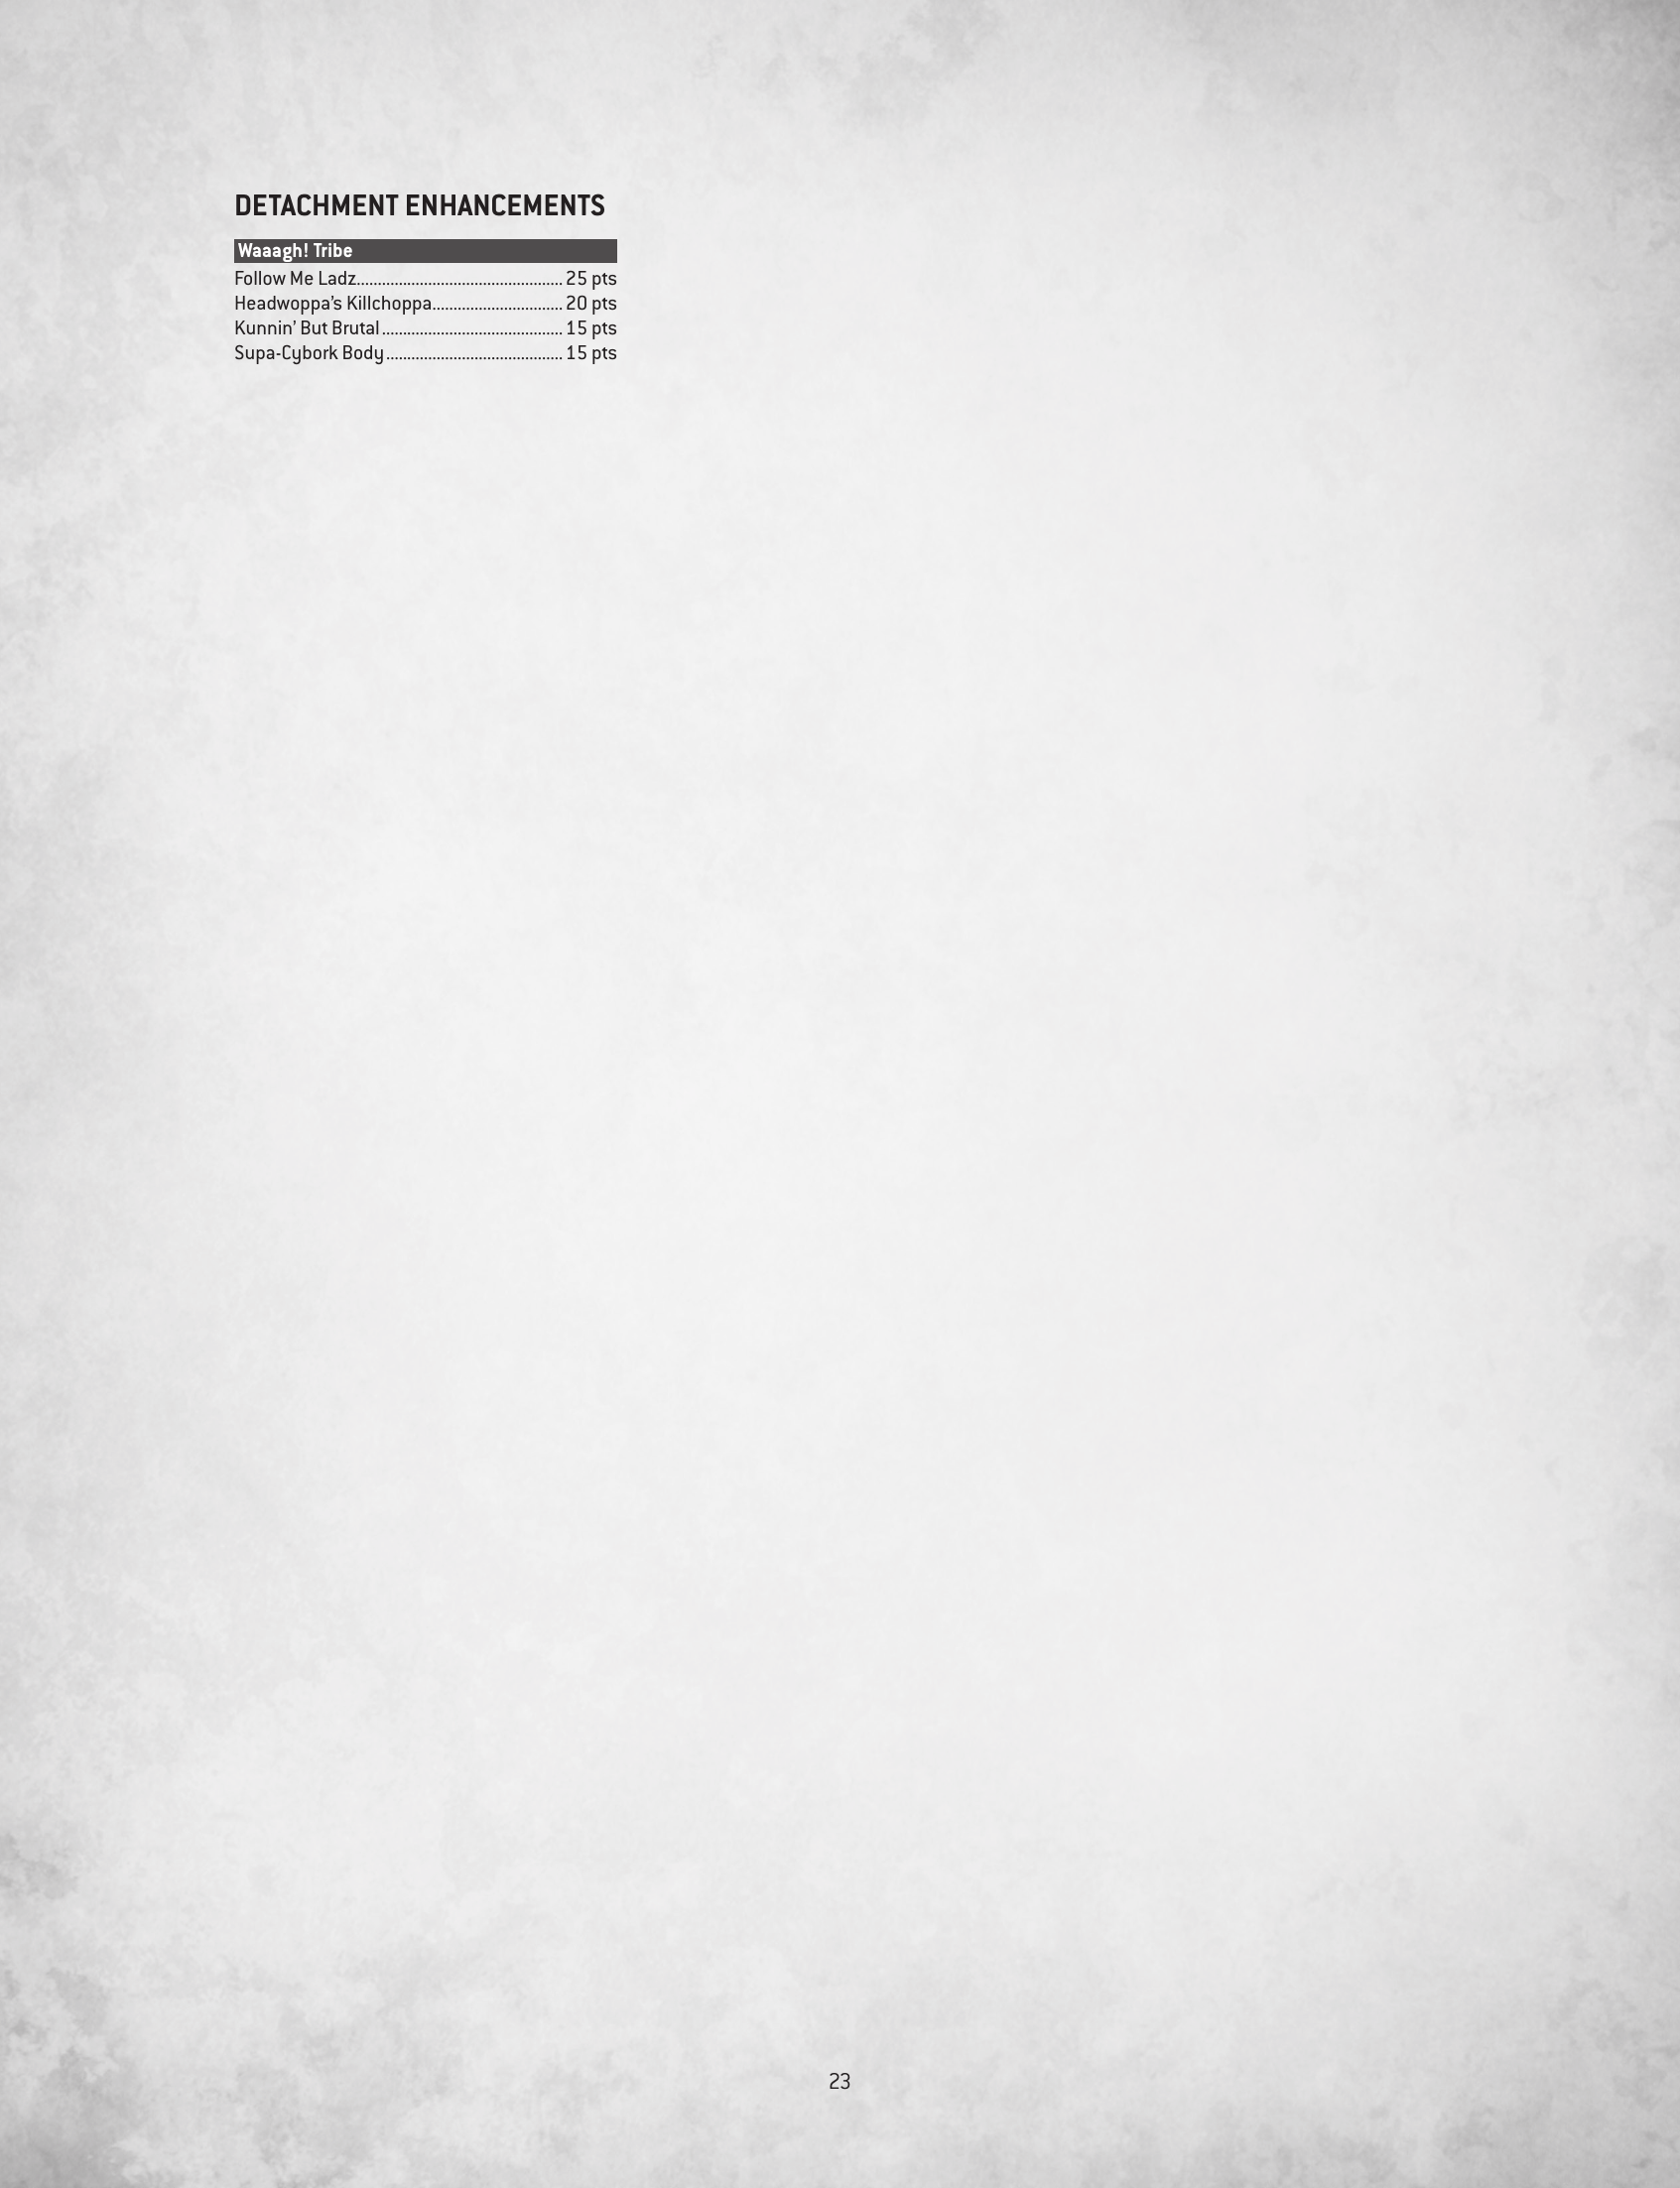 DETACHMENT ENHANCEMENTS
Waaagh! Tribe
Follow Me Ladz................................................. 25 pts
Headwoppa’s Killchoppa............................... 20 pts
Kunnin’ But Brutal ........................................... 15 pts
Supa-Cybork Body .......................................... 15 pts
23